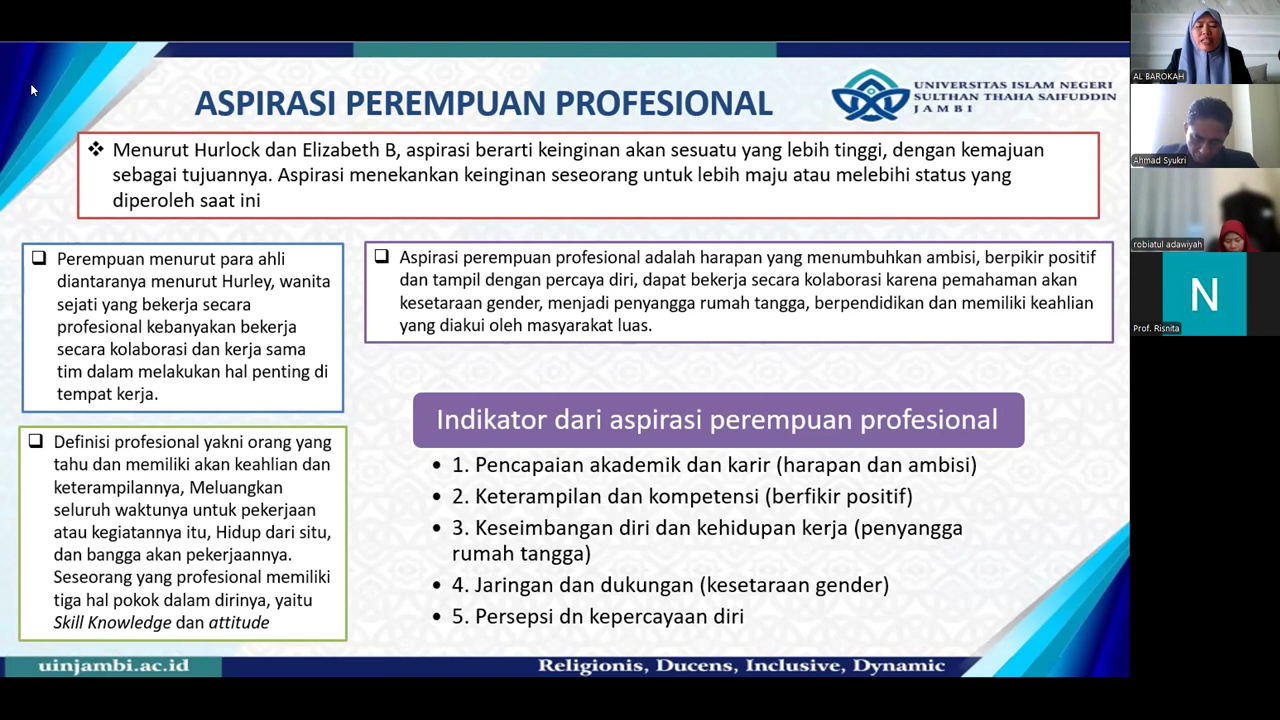 ASPIRASI PEREMPUAN PROFESIONAL
UNIVERSITAS ISLAM NEGERI
SULTHAN THAHA SAIFUDDIN
JAMBI
❖ Menurut Hurlock dan Elizabeth B, aspirasi berarti keinginan akan sesuatu yang lebih tinggi, dengan kemajuan
sebagai tujuannya. Aspirasi menekankan keinginan seseorang untuk lebih maju atau melebihi status yang
diperoleh saat ini
❑ Perempuan menurut para ahli
diantaranya menurut Hurley, wanita
sejati yang bekerja secara
profesional kebanyakan bekerja
secara kolaborasi dan kerja sama
tim dalam melakukan hal penting di
tempat kerja.
❑ Definisi profesional yakni orang yang
tahu dan memiliki akan keahlian dan
keterampilannya, Meluangkan
seluruh waktunya untuk pekerjaan
atau kegiatannya itu, Hidup dari situ,
dan bangga akan pekerjaannya.
Seseorang yang profesional memiliki
tiga hal pokok dalam dirinya, yaitu
Skill Knowledge dan attitude
❑ Aspirasi perempuan profesional adalah harapan yang menumbuhkan ambisi, berpikir positif
dan tampil dengan percaya diri, dapat bekerja secara kolaborasi karena pemahaman akan
kesetaraan gender, menjadi penyangga rumah tangga, berpendidikan dan memiliki keahlian
yang diakui oleh masyarakat luas.
Indikator dari aspirasi perempuan profesional
• 1. Pencapaian akademik dan karir (harapan dan ambisi)
• 2. Keterampilan dan kompetensi (berfikir positif)
• 3. Keseimbangan diri dan kehidupan kerja (penyangga
rumah tangga)
• 4. Jaringan dan dukungan (kesetaraan gender)
• 5. Persepsi dn kepercayaan diri
uinjambi.ac.id
Religionis, Ducens, Inclusive, Dynamic
AL BAROKAH
Ahmad Syukri
robiatul adawiyah
N
Prof. Risnita